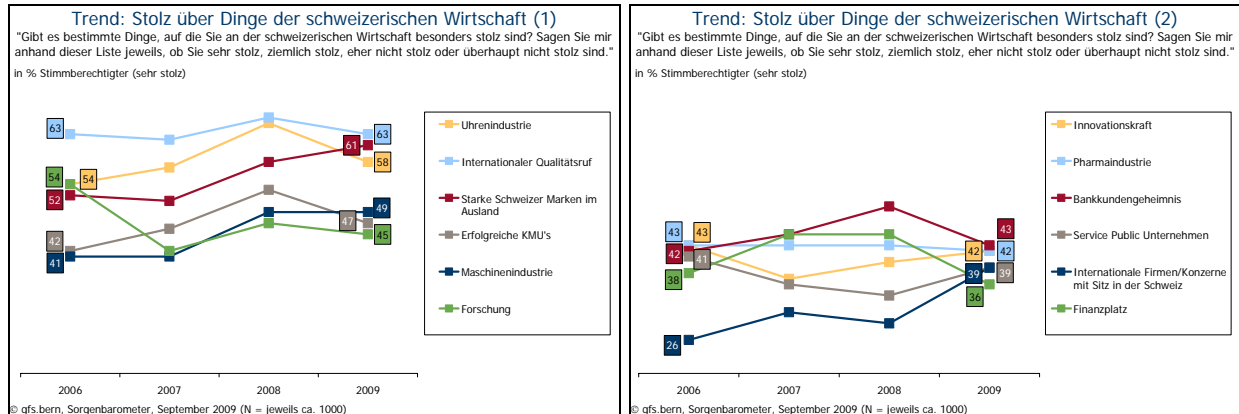 Trend: Stolz über Dinge der schweizerischen Wirtschaft (1)
"Gibt es bestimmte Dinge, auf die Sie an der schweizerischen Wirtschaft besonders stolz sind? Sagen Sie mir
anhand dieser Liste jeweils, ob Sie sehr stolz, ziemlich stolz, eher nicht stolz oder überhaupt nicht stolz sind."
in % Stimmberechtigter (sehr stolz)
63
54
54
52
42
41
61
63
58
49
47
45
Uhrenindustrie
Internationaler Qualitätsruf
Starke Schweizer Marken im
Ausland
Erfolgreiche KMU's
Maschinenindustrie
Forschung
2006 2007 2008 2009
© gfs.bern, Sorgenbarometer, September 2009 (N = jeweils ca. 1000)
Trend: Stolz über Dinge der schweizerischen Wirtschaft (2)
"Gibt es bestimmte Dinge, auf die Sie an der schweizerischen Wirtschaft besonders stolz sind? Sagen Sie mir
anhand dieser Liste jeweils, ob Sie sehr stolz, ziemlich stolz, eher nicht stolz oder überhaupt nicht stolz sind."
in % Stimmberechtigter (sehr stolz)
43
43
42
41
38
26
43
42
42
39
39
36
Innovationskraft
Pharmaindustrie
Bankkundengeheimnis
Service Public Unternehmen
Internationale Firmen/Konzerne
mit Sitz in der Schweiz
Finanzplatz
2006 2007 2008 2009
© gfs.bern, Sorgenbarometer, September 2009 (N = jeweils ca. 1000)